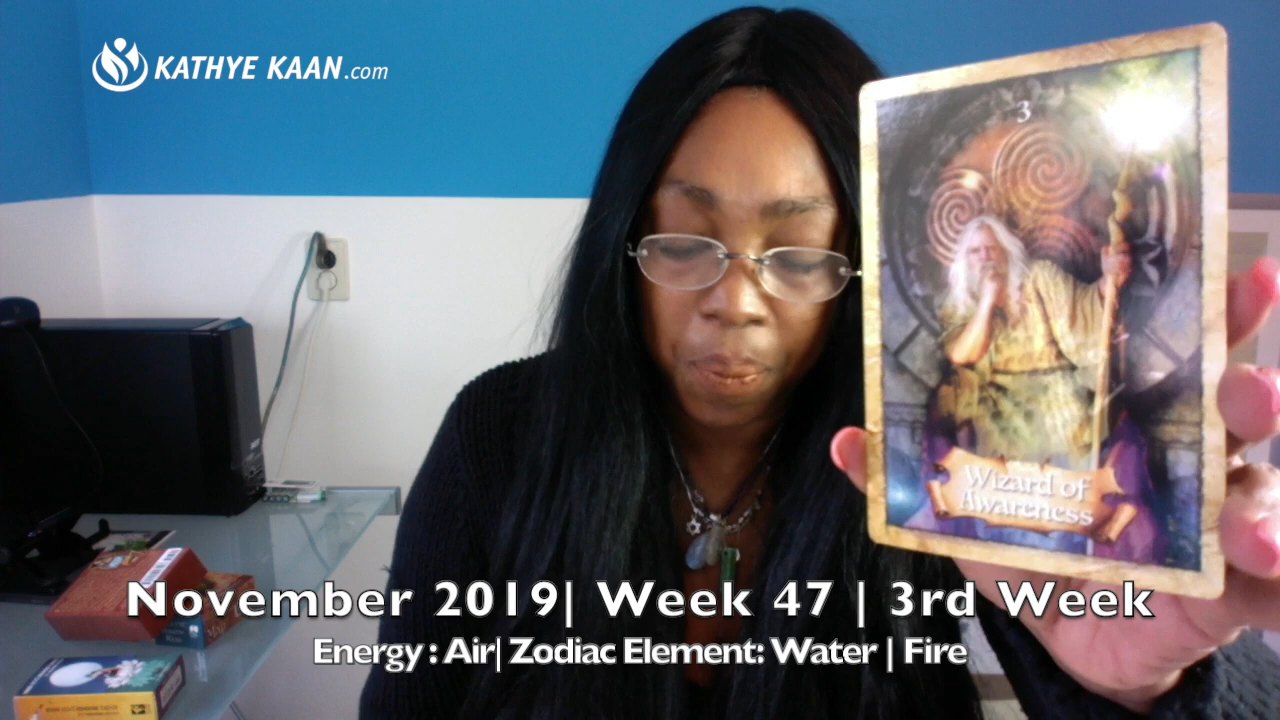 KATHYE KAAN.com
3
Wizard of
Awareness
November 2019| Week 47 | 3rd Week
Energy : Air| Zodiac Element: Water | Fire